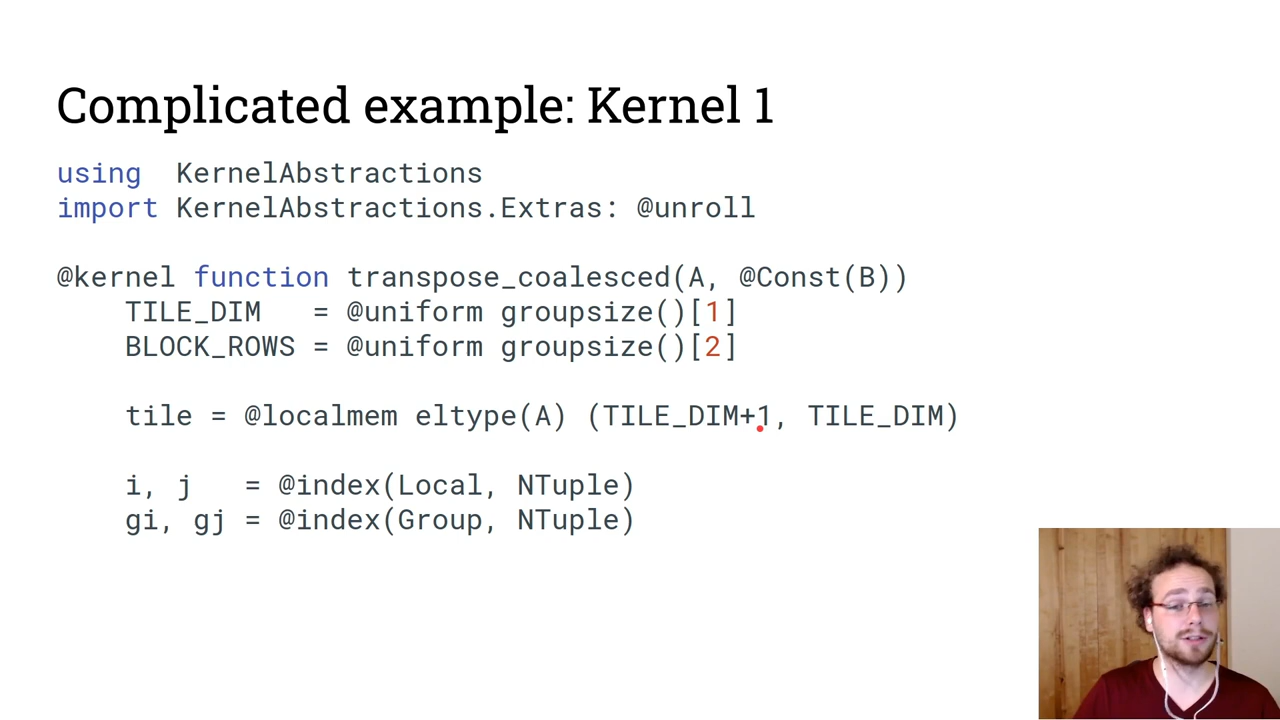 Complicated example: Kernel 1
using  KernelAbstractions
import KernelAbstractions.Extras: @unroll
@kernel function transpose_coalesced(A, @Const(B))
    TILE_DIM   = @uniform groupsize()[1]
    BLOCK_ROWS = @uniform groupsize()[2]
    tile = @localmem eltype(A) (TILE_DIM+1, TILE_DIM)
    i, j   = @index(Local, NTuple)
    gi, gj = @index(Group, NTuple)